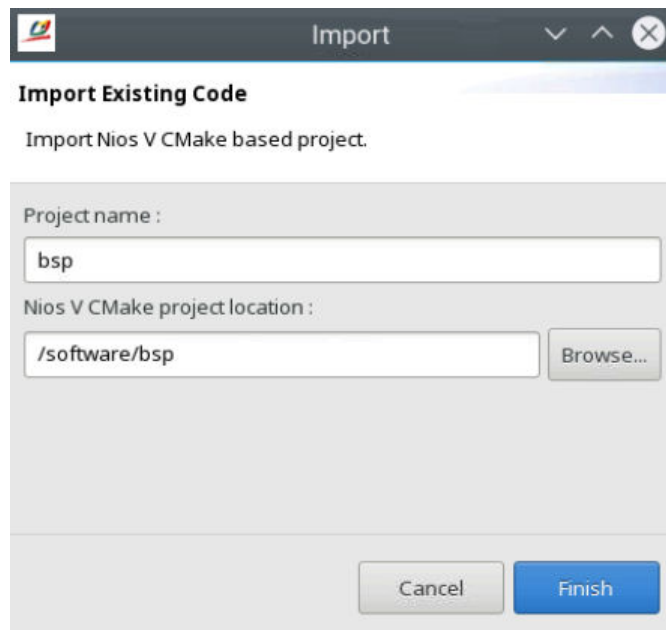 Import
Import Existing Code
Import Nios V CMake based project.
Project name :
bsp
Nios V CMake project location :
/software/bsp
Browse...
Cancel
Finish